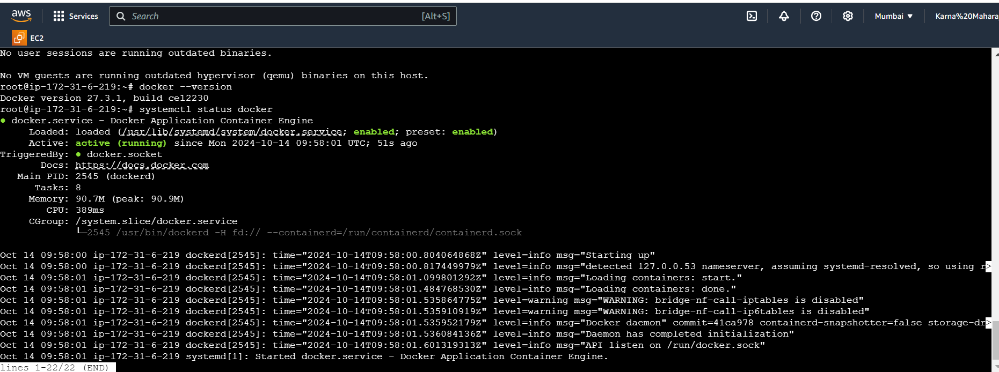 aws
Services
Search
[Alt+S]
Mumbai ▼
Karna%20Mahara
EC2
No user sessions are running outdated binaries.
No VM guests are running outdated hypervisor (qemu) binaries on this host.
root@ip-172-31-6-219:~# docker --version
Docker version 27.3.1, build ce12230
root@ip-172-31-6-219:~# systemctl status docker
● docker.service - Docker Application Container Engine
Loaded: loaded (/usr/lib/systemd/system/docker.service; enabled; preset: enabled)
Active: active (running) since Mon 2024-10-14 09:58:01 UTC; 51s ago
TriggeredBy: ● docker.socket
Docs: https://docs.docker.com
Main PID: 2545 (dockerd)
Tasks: 8
Memory: 90.7M (peak: 90.9M)
CPU: 389ms
CGroup: /system.slice/docker.service
└─2545 /usr/bin/dockerd -H fd:// --containerd=/run/containerd/containerd.sock
Oct 14 09:58:00 ip-172-31-6-219 dockerd[2545]: time="2024-10-14T09:58:00.804064868Z" level=info msg="Starting up"
Oct 14 09:58:00 ip-172-31-6-219 dockerd[2545]: time="2024-10-14T09:58:00.817449979Z" level=info msg="detected 127.0.0.53 nameserver, assuming systemd-resolved, so using r>
Oct 14 09:58:01 ip-172-31-6-219 dockerd[2545]: time="2024-10-14T09:58:01.099801292Z" level=info msg="Loading containers: start."
Oct 14 09:58:01 ip-172-31-6-219 dockerd[2545]: time="2024-10-14T09:58:01.484768530Z" level=info msg="Loading containers: done."
Oct 14 09:58:01 ip-172-31-6-219 dockerd[2545]: time="2024-10-14T09:58:01.535864775Z" level=warning msg="WARNING: bridge-nf-call-iptables is disabled"
Oct 14 09:58:01 ip-172-31-6-219 dockerd[2545]: time="2024-10-14T09:58:01.535910919Z" level=warning msg="WARNING: bridge-nf-call-ip6tables is disabled"
Oct 14 09:58:01 ip-172-31-6-219 dockerd[2545]: time="2024-10-14T09:58:01.535952179Z" level=info msg="Docker daemon" commit=41ca978 containerd-snapshotter=false storage-dr>
Oct 14 09:58:01 ip-172-31-6-219 dockerd[2545]: time="2024-10-14T09:58:01.536084136Z" level=info msg="Daemon has completed initialization"
Oct 14 09:58:01 ip-172-31-6-219 dockerd[2545]: time="2024-10-14T09:58:01.601319313Z" level=info msg="API listen on /run/docker.sock"
Oct 14 09:58:01 ip-172-31-6-219 systemd[1]: Started docker.service - Docker Application Container Engine.
lines 1-22/22 (END)